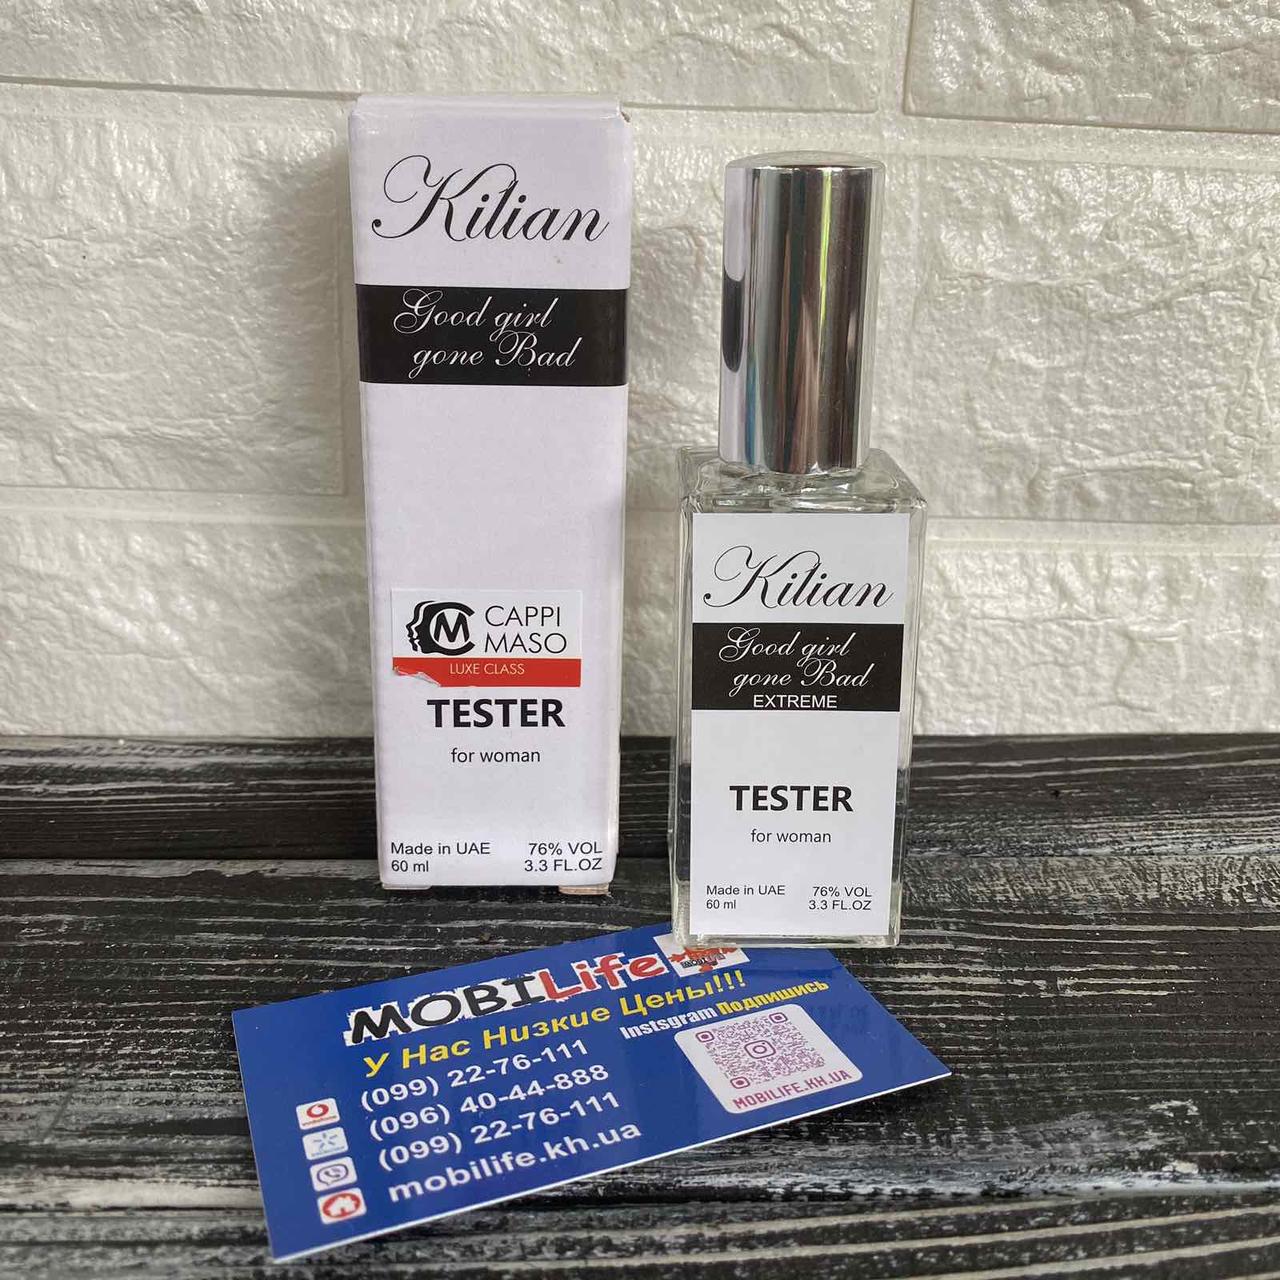 Kilian
Good girl
gone Bad
CM
CAPPI
MASO
LUXE CLASS
TESTER
for woman
Made in UAE 76% VOL
60 ml 3.3 FL.OZ
Kilian
Good girl
gone Bad
EXTREME
TESTER
for woman
Made in UAE 76% VOL
60 ml 3.3 FL.OZ
MOBILife
У Нас Низкие Цены!!!
Instsgram Подпишись
(099) 22-76-111
(096) 40-44-888
(099) 22-76-111
mobilife.kh.ua
MOBILIFE.KH.UA